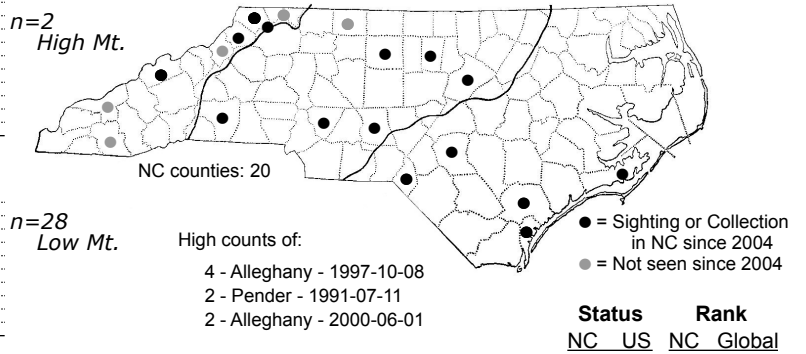 n=2
High Mt.
NC counties: 20
n=28
Low Mt.
High counts of:
4 - Alleghany - 1997-10-08
2 - Pender - 1991-07-11
2 - Alleghany - 2000-06-01
● = Sighting or Collection
in NC since 2004
● = Not seen since 2004
Status Rank
NC US NC Global